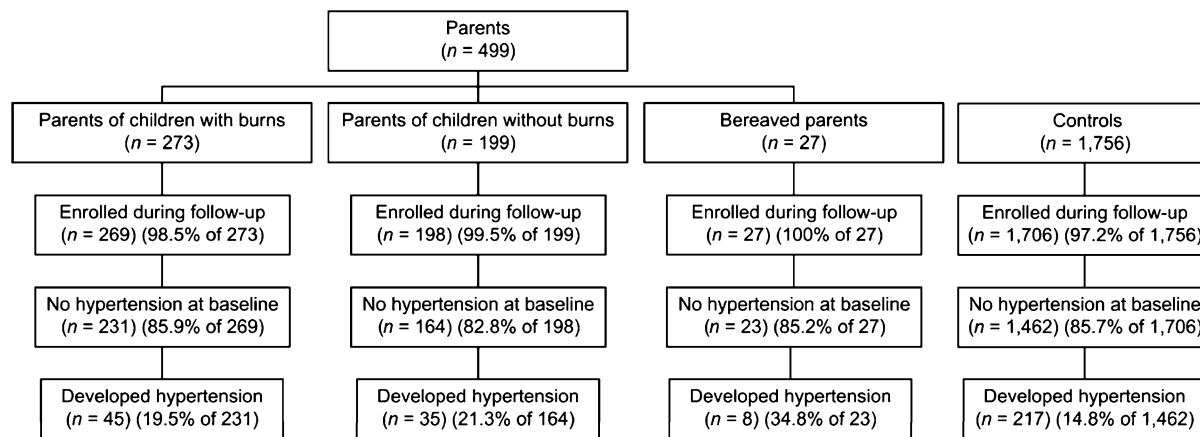 Parents
(n = 499)
Parents of children with burns
(n = 273)
Parents of children without burns
(n = 199)
Bereaved parents
(n = 27)
Controls
(n = 1,756)
Enrolled during follow-up
(n = 269) (98.5% of 273)
Enrolled during follow-up
(n = 198) (99.5% of 199)
Enrolled during follow-up
(n = 27) (100% of 27)
Enrolled during follow-up
(n = 1,706) (97.2% of 1,756)
No hypertension at baseline
(n = 231) (85.9% of 269)
No hypertension at baseline
(n = 164) (82.8% of 198)
No hypertension at baseline
(n = 23) (85.2% of 27)
No hypertension at baseline
(n = 1,462) (85.7% of 1,706)
Developed hypertension
(n = 45) (19.5% of 231)
Developed hypertension
(n = 35) (21.3% of 164)
Developed hypertension
(n = 8) (34.8% of 23)
Developed hypertension
(n = 217) (14.8% of 1,462)